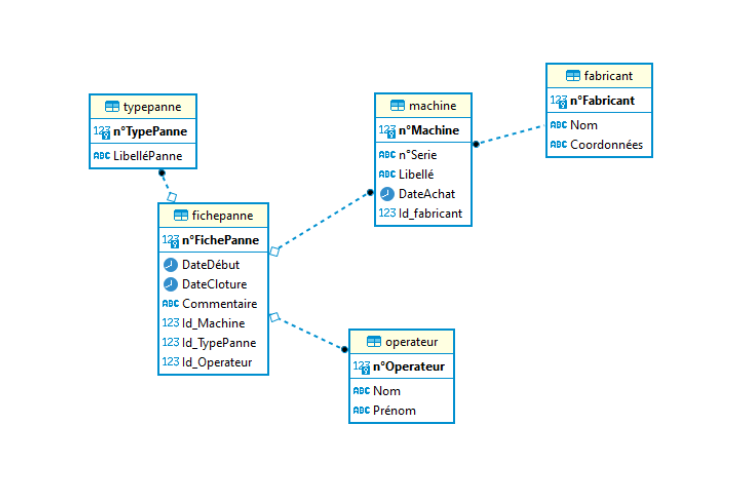 typepanne
123 n°TypePanne
ABC LibelléPanne
fichepanne
123 n°FichePanne
DateDébut
DateCloture
ABC Commentaire
123 Id_Machine
123 Id_TypePanne
123 Id_Operateur
machine
123 n°Machine
ABC n°Serie
ABC Libellé
DateAchat
123 Id_fabricant
operateur
123 n°Operateur
ABC Nom
ABC Prénom
fabricant
123 n°Fabricant
ABC Nom
ABC Coordonnées